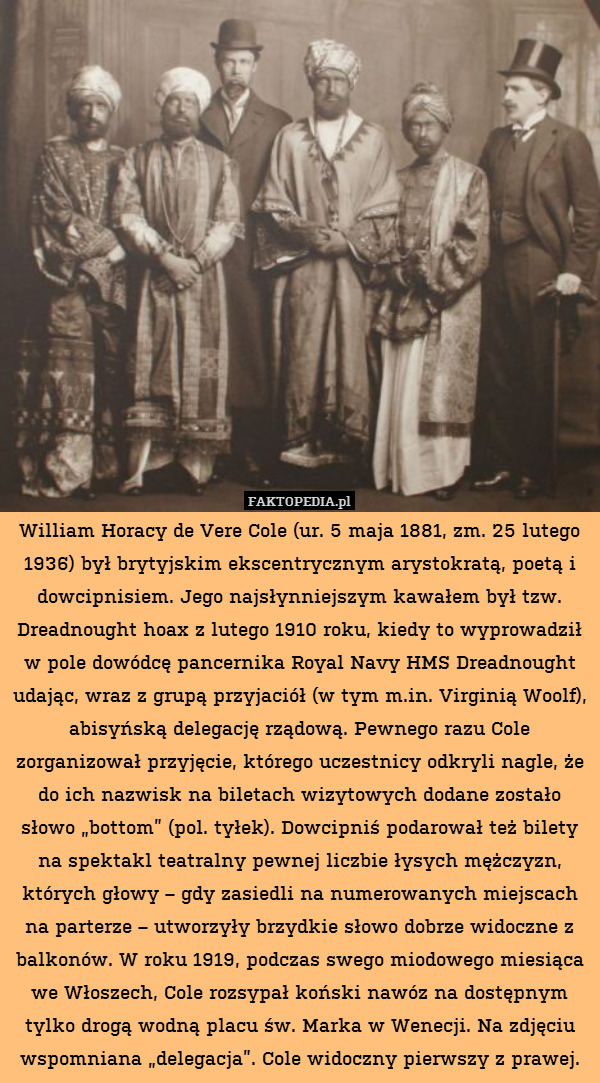 FAKTOPEDIA.pl
William Horacy de Vere Cole (ur. 5 maja 1881, zm. 25 lutego
1936) był brytyjskim ekscentrycznym arystokratą, poetą i
dowcipnisiem. Jego najsłynniejszym kawałem był tzw.
Dreadnought hoax z lutego 1910 roku, kiedy to wyprowadził
w pole dowódcę pancernika Royal Navy HMS Dreadnought
udając, wraz z grupą przyjaciół (w tym m.in. Virginią Woolf),
abisyńską delegację rządową. Pewnego razu Cole
zorganizował przyjęcie, którego uczestnicy odkryli nagle, że
do ich nazwisk na biletach wizytowych dodane zostało
słowo „bottom” (pol. tyłek). Dowcipniś podarował też bilety
na spektakl teatralny pewnej liczbie łysych mężczyzn,
których głowy – gdy zasiedli na numerowanych miejscach
na parterze – utworzyły brzydkie słowo dobrze widoczne z
balkonów. W roku 1919, podczas swego miodowego miesiąca
we Włoszech, Cole rozsypał koński nawóz na dostępnym
tylko drogą wodną placu św. Marka w Wenecji. Na zdjęciu
wspomniana „delegacja”. Cole widoczny pierwszy z prawej.